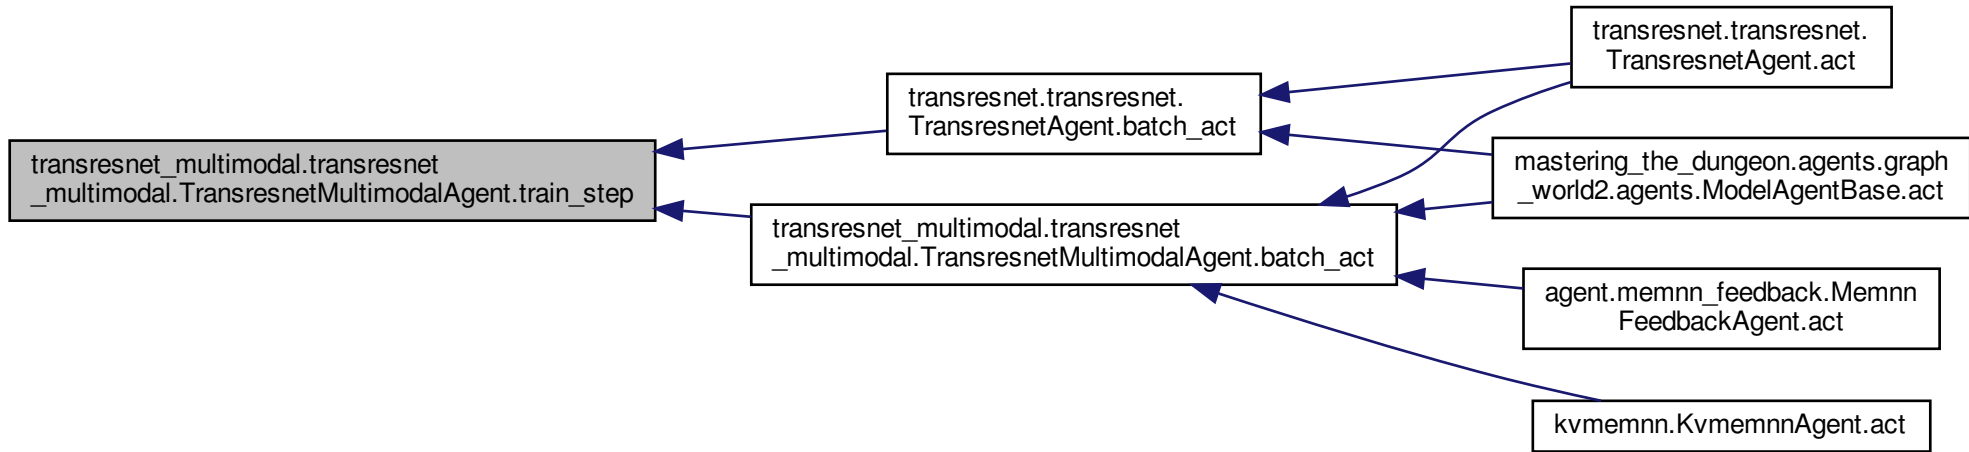 transresnet_multimodal.transresnet
_multimodal.TransresnetMultimodalAgent.train_step
transresnet.transresnet.
TransresnetAgent.batch_act
transresnet_multimodal.transresnet
_multimodal.TransresnetMultimodalAgent.batch_act
transresnet.transresnet.
TransresnetAgent.act
mastering_the_dungeon.agents.graph
_world2.agents.ModelAgentBase.act
agent.memnn_feedback.Memnn
FeedbackAgent.act
kvmemnn.KvmemnnAgent.act